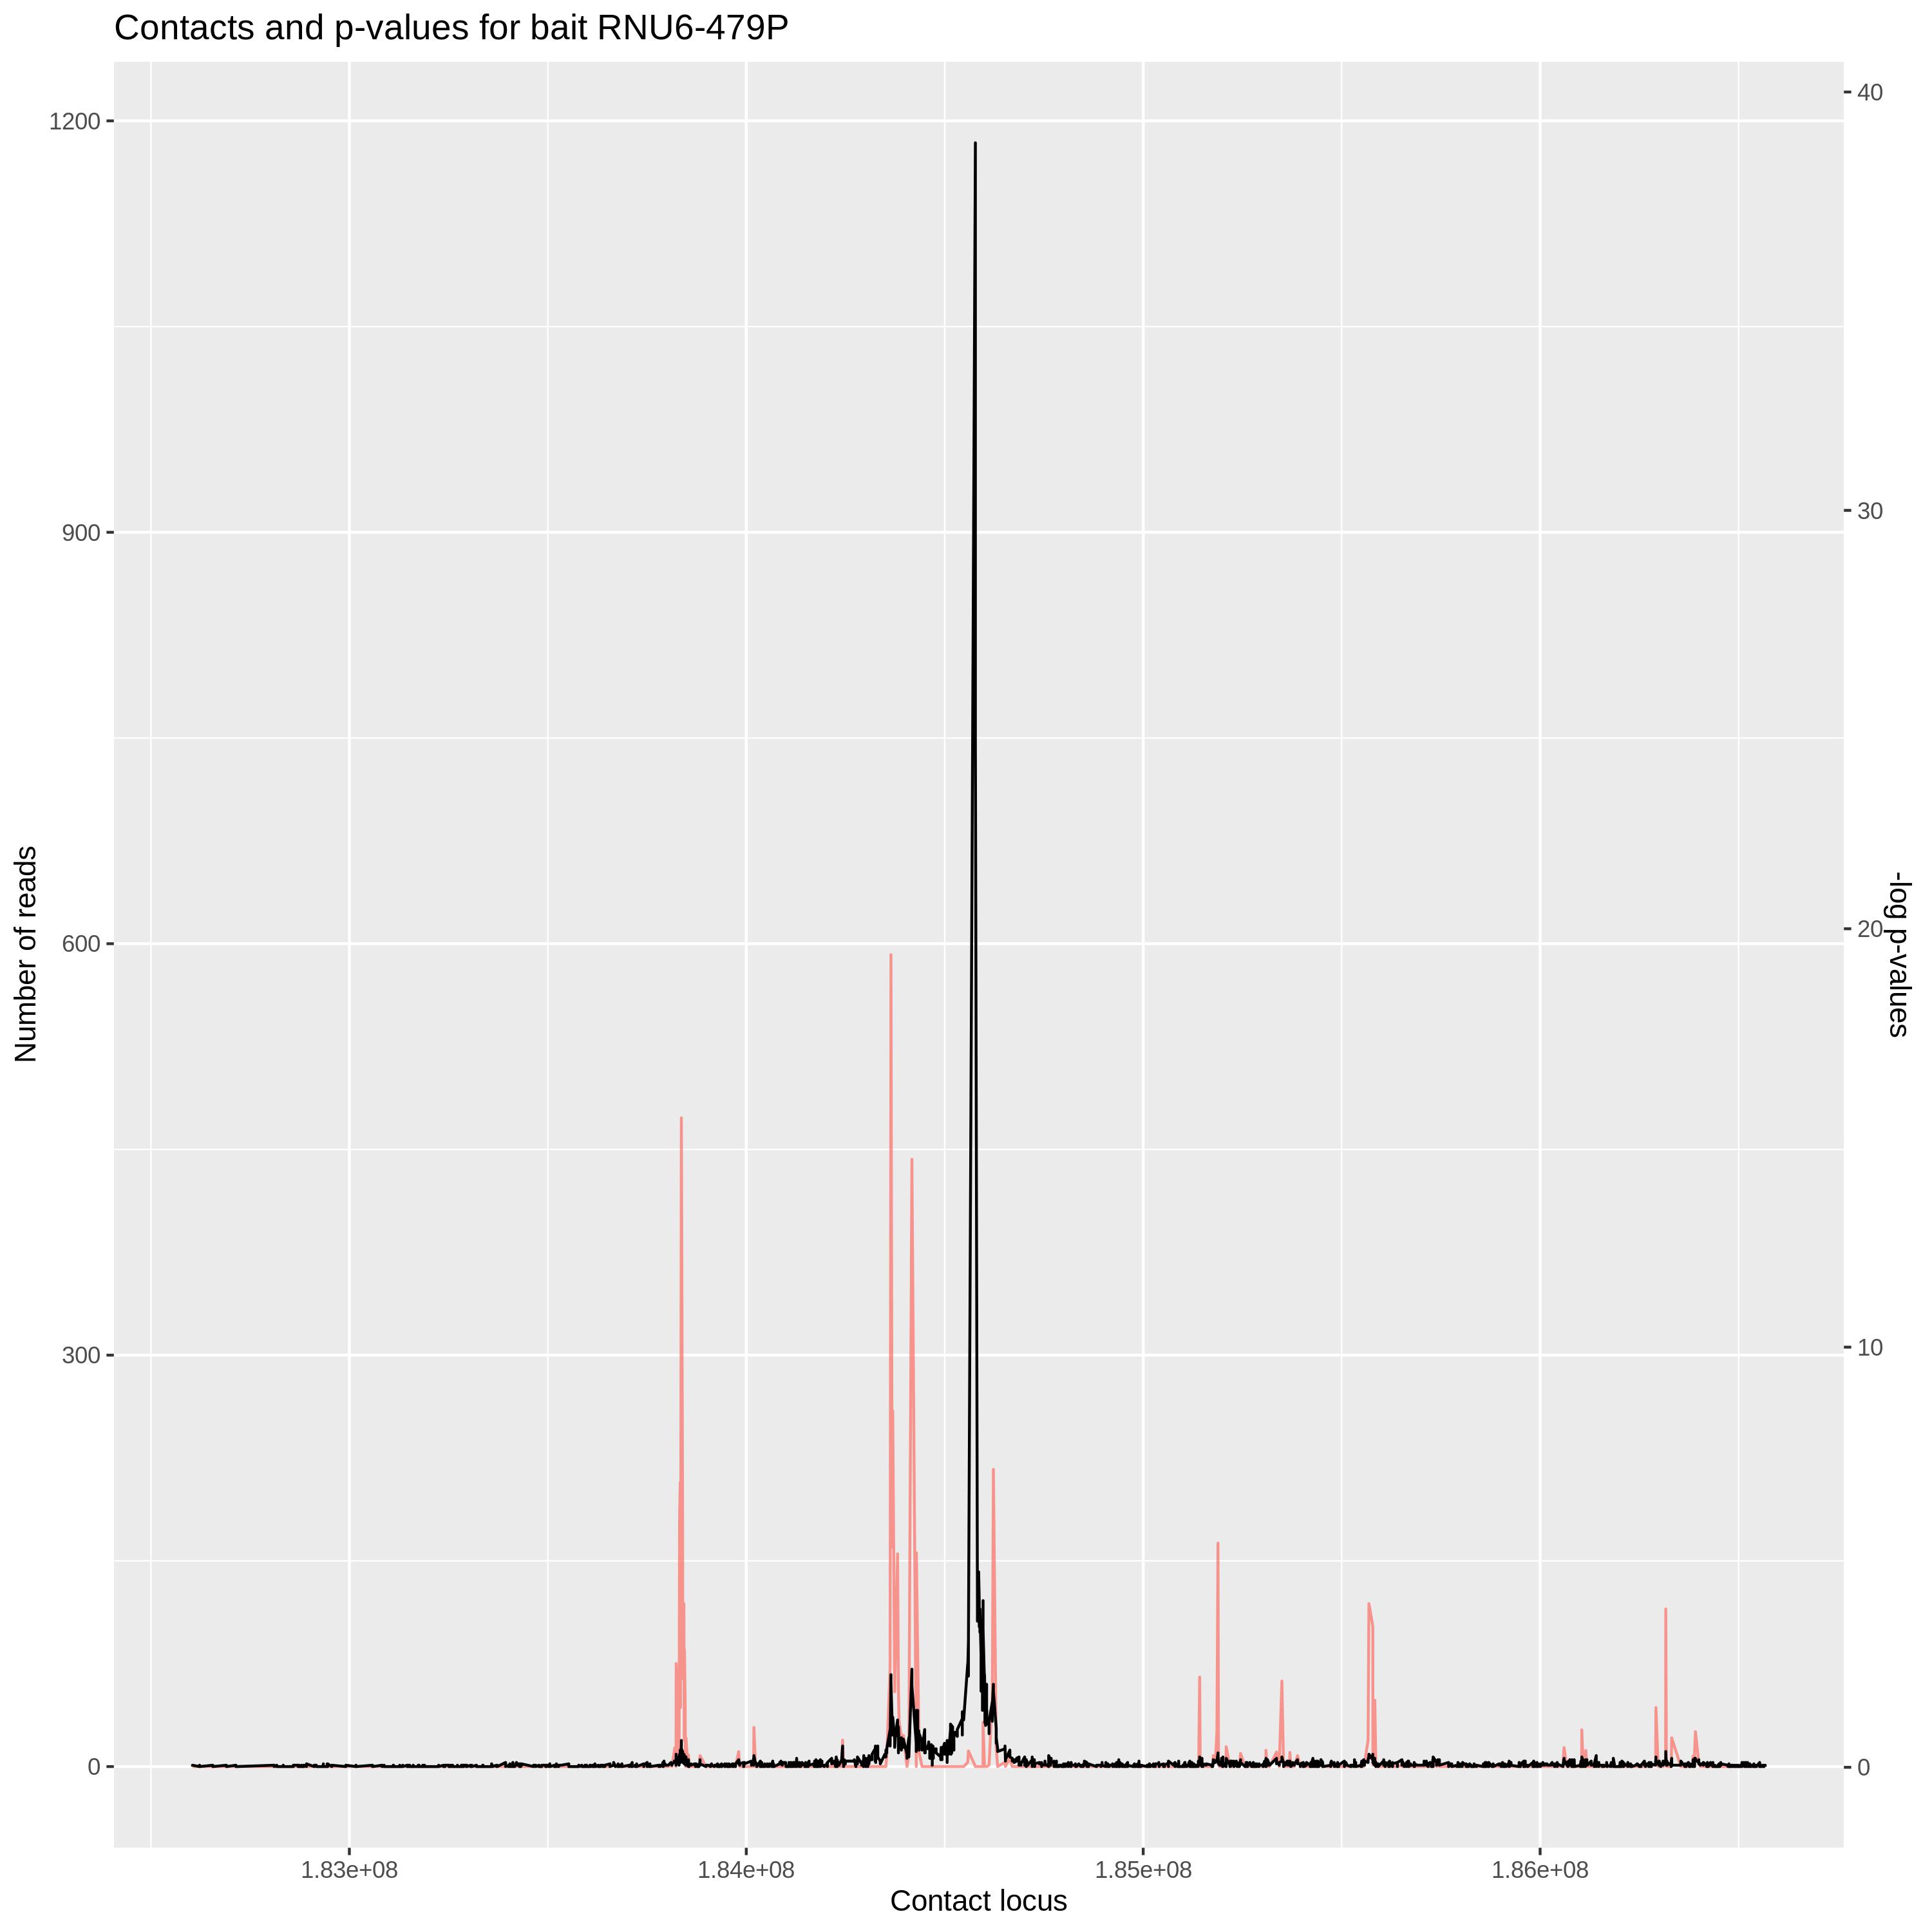 Contacts and p-values for bait RNU6-479P
1200
900
600
300
0
Number of reads
40
30
20
10
0
-log p-values
1.83e+08
1.84e+08
1.85e+08
1.86e+08
Contact locus